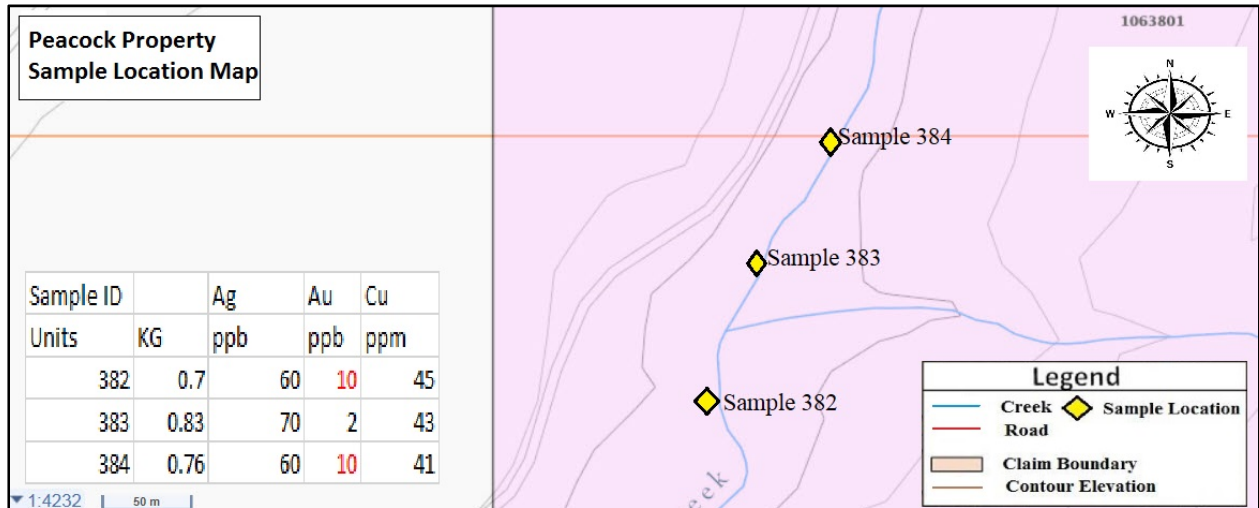 Peacock Property
Sample Location Map
1063801
N
W E
S
Sample 384
Sample 383
Sample 382
Sample ID Ag Au Cu
Units KG ppb ppb ppm
382 0.7 60 10 45
383 0.83 70 2 43
384 0.76 60 10 41
1:4232 50 m
eek
Legend
Creek Sample Location
Road
Claim Boundary
Contour Elevation